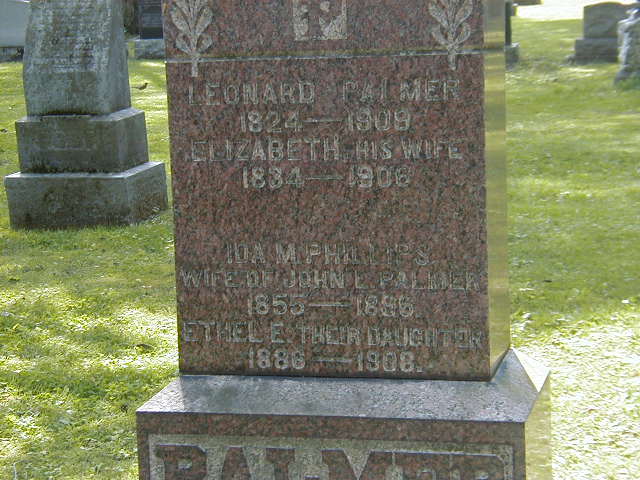 LEONARD PALMER
1824 — 1909
ELIZABETH, HIS WIFE
1834 — 1906
IDA M. PHILLIPS
WIFE OF JOHN L. PALMER
1855 — 1886
ETHEL E. THEIR DAUGHTER
1886 — 1908.
PALMER